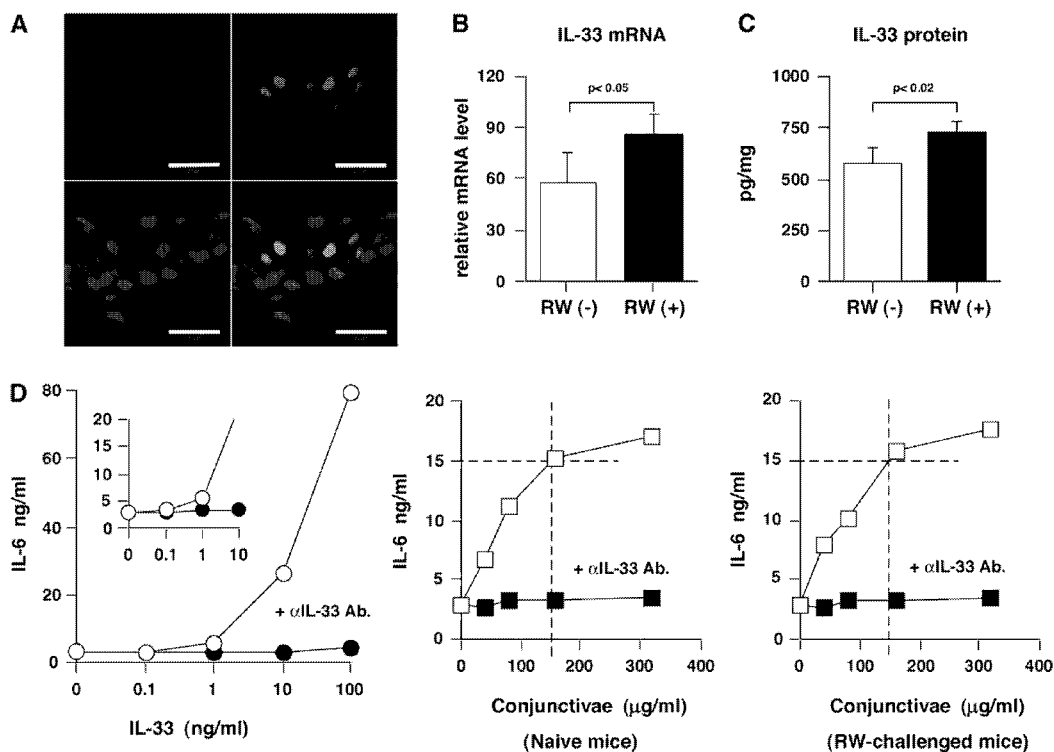 A
B
IL-33 mRNA
120
90
60
30
0
relative mRNA level
p< 0.05
RW (-) RW (+)
C
IL-33 protein
1000
750
500
250
0
pg/mg
p< 0.02
RW (-) RW (+)
D
80
60
40
20
0
IL-6 ng/ml
20
15
10
5
0
0 0.1 1 10
+ αIL-33 Ab.
0 0.1 1 10 100
IL-33 (ng/ml)
20
15
10
5
0
IL-6 ng/ml
+ αIL-33 Ab.
0 100 200 300 400
Conjunctivae (μg/ml)
(Naive mice)
20
15
10
5
0
IL-6 ng/ml
+ αIL-33 Ab.
0 100 200 300 400
Conjunctivae (μg/ml)
(RW-challenged mice)